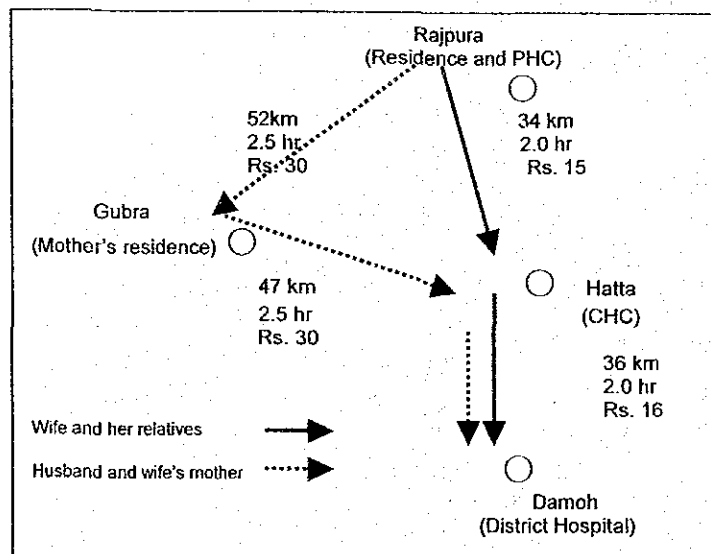 Rajpura
(Residence and PHC)
52km
2.5 hr
Rs. 30
34 km
2.0 hr
Rs. 15
Gubra
(Mother's residence)
47 km
2.5 hr
Rs. 30
Hatta
(CHC)
36 km
2.0 hr
Rs. 16
Wife and her relatives
Husband and wife's mother
Damoh
(District Hospital)